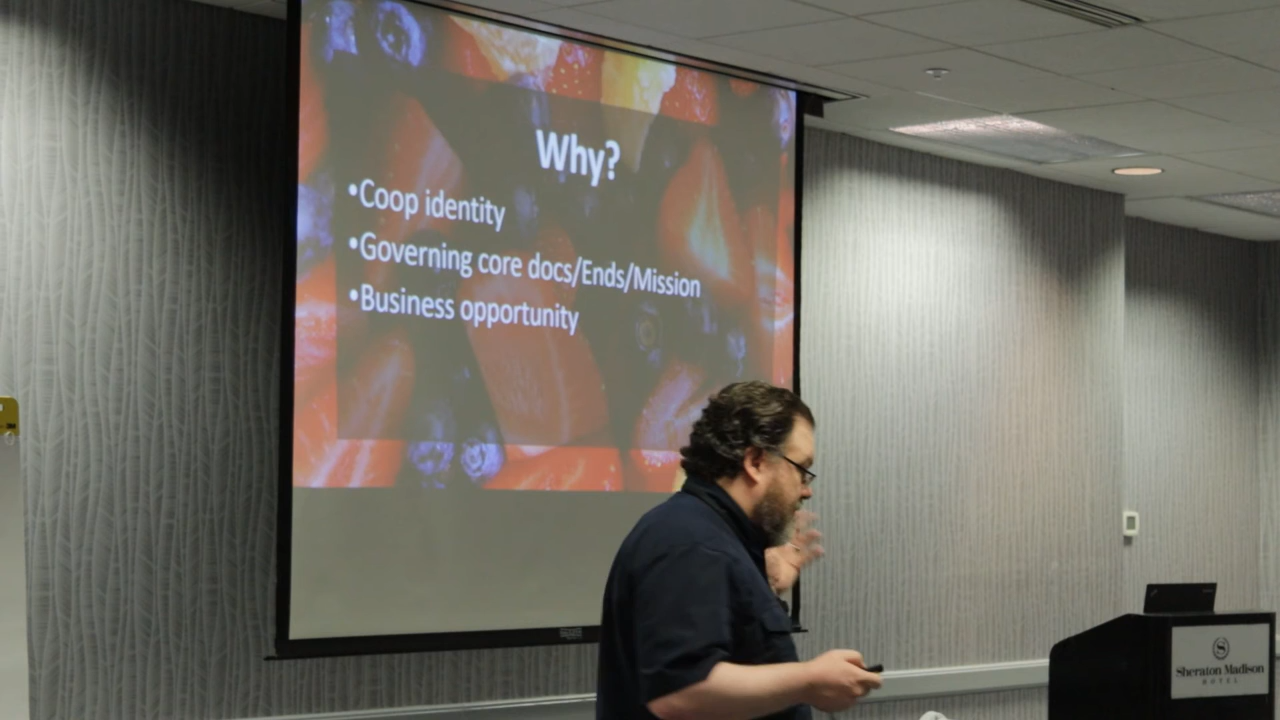 Why?
•Coop identity
•Governing core docs/Ends/Mission
•Business opportunity
Sheraton Madison
HOTEL